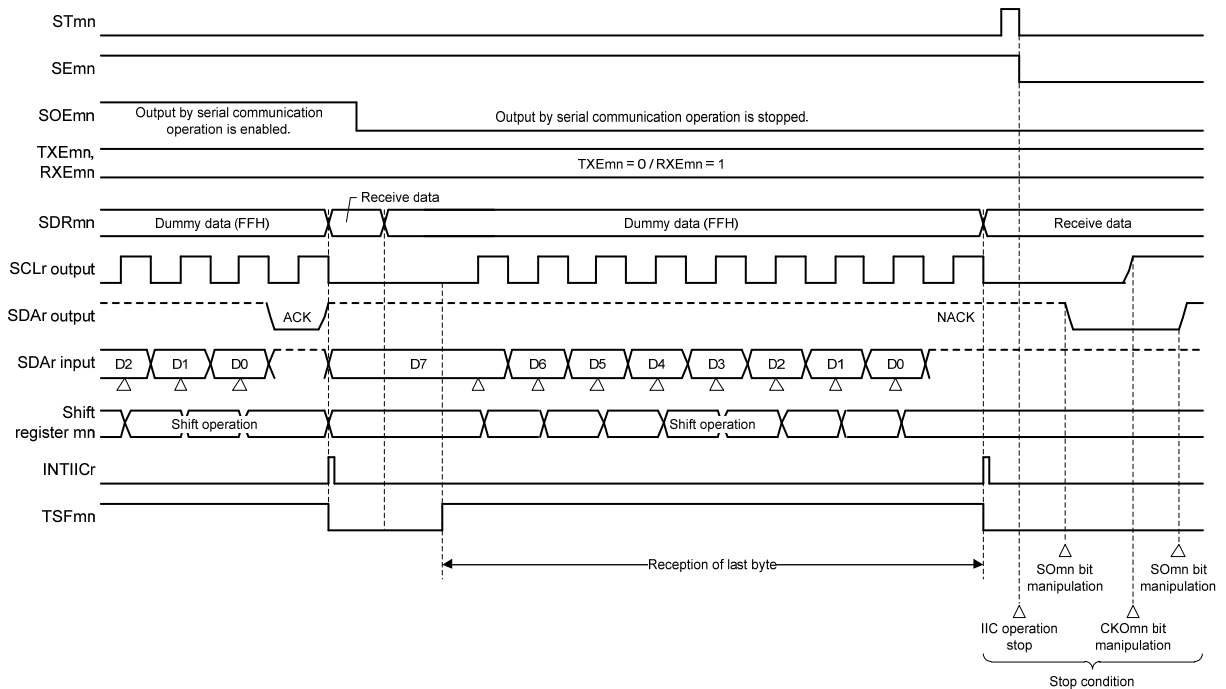 STmn
SEmn
SOEmn
Output by serial communication
operation is enabled.
Output by serial communication operation is stopped.
TXEmn,
RXEmn
TXEmn = 0 / RXEmn = 1
Receive data
SDRmn
Dummy data (FFH)
Dummy data (FFH)
Receive data
SCLr output
SDAr output
ACK
NACK
SDAr input
D2 D1 D0 D7 D6 D5 D4 D3 D2 D1 D0
Shift
register mn
Shift operation
Shift operation
INTIICr
TSFmn
Reception of last byte
SOmn bit
manipulation
SOmn bit
manipulation
IIC operation
stop
CKOmn bit
manipulation
Stop condition